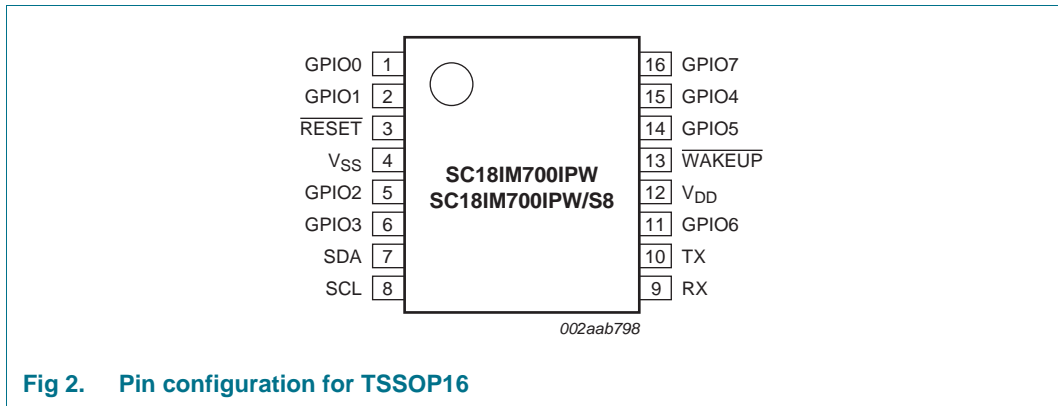 GPIO0 1
GPIO1 2
RESET 3
VSS 4
GPIO2 5
GPIO3 6
SDA 7
SCL 8
SC18IM700IPW
SC18IM700IPW/S8
16 GPIO7
15 GPIO4
14 GPIO5
13 WAKEUP
12 VDD
11 GPIO6
10 TX
9 RX
002aab798
Fig 2. Pin configuration for TSSOP16